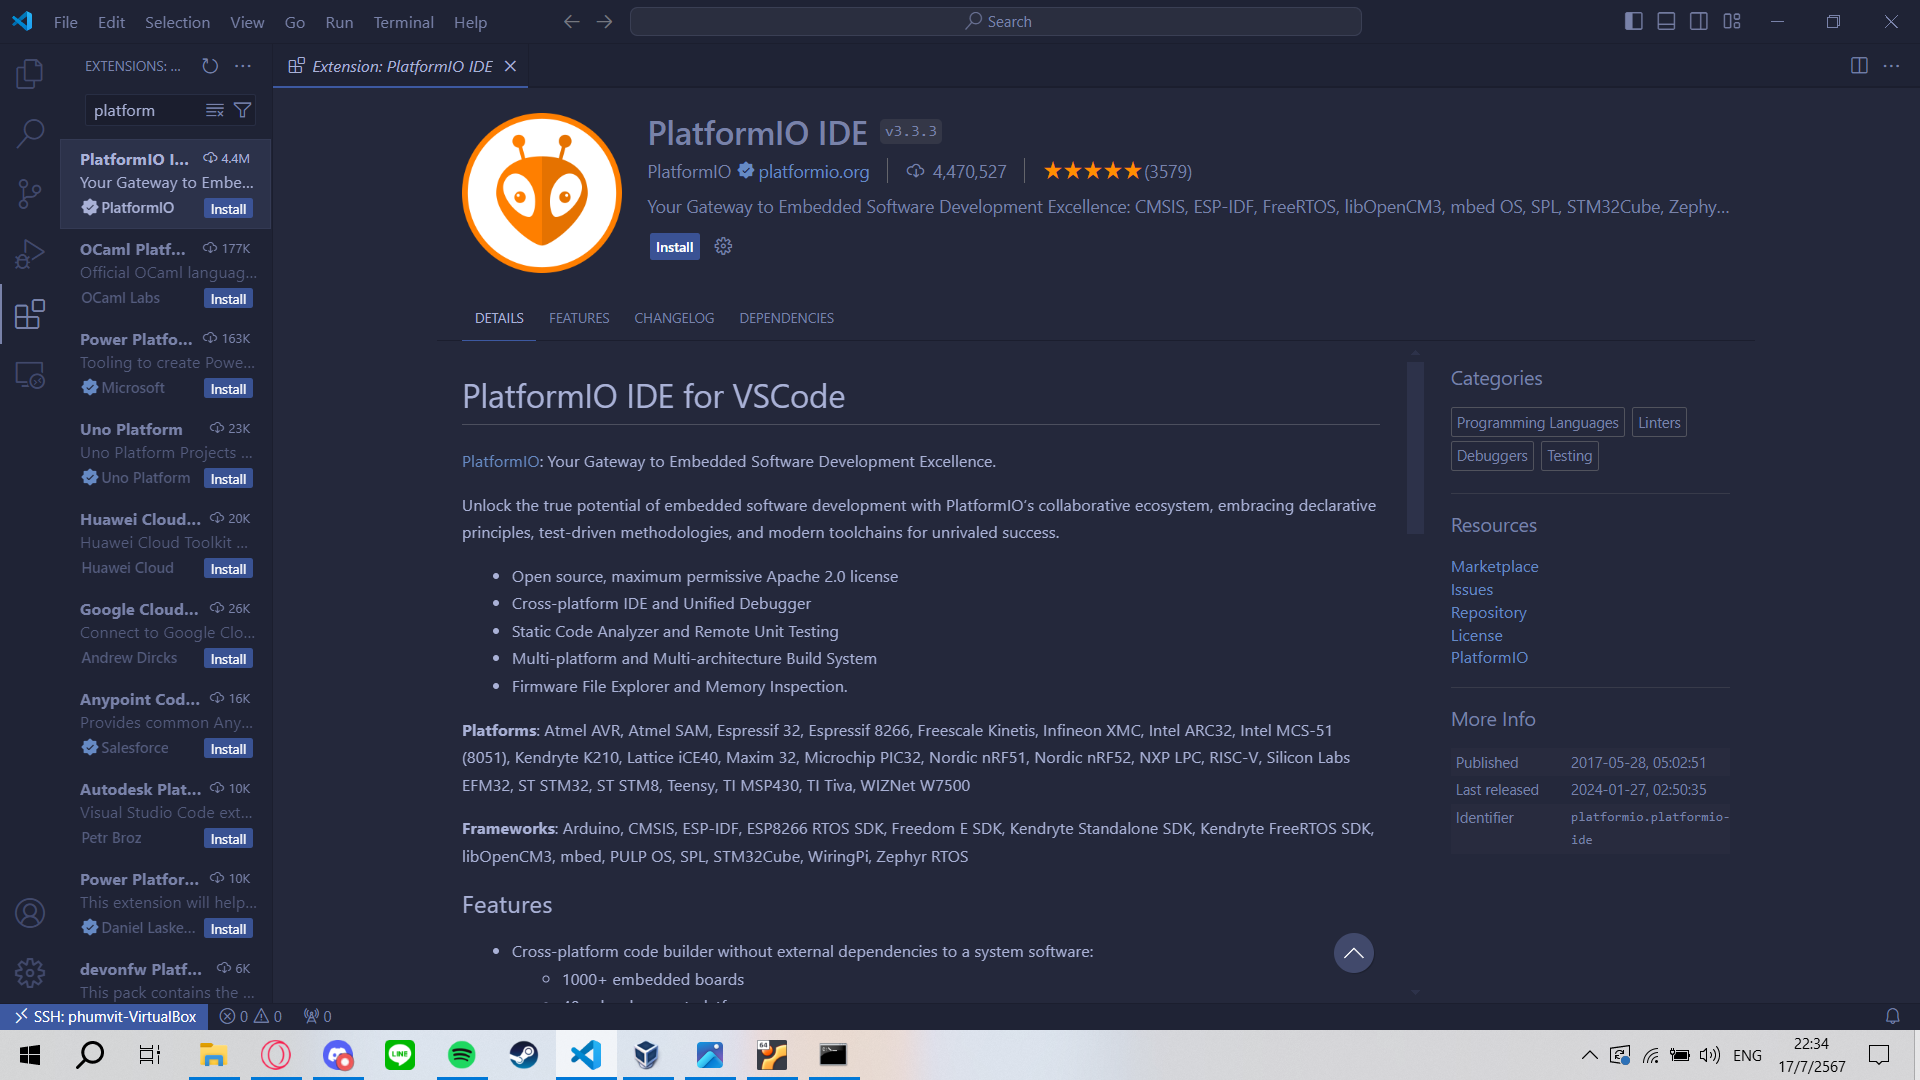 File Edit Selection View Go Run Terminal Help
Search
EXTENSIONS: ...
Extension: PlatformIO IDE
platform
PlatformIO I... 4.4M
Your Gateway to Embe...
PlatformIO Install
OCaml Platf... 177K
Official OCaml languag...
OCaml Labs Install
Power Platfo... 163K
Tooling to create Powe...
Microsoft Install
Uno Platform 23K
Uno Platform Projects ...
Uno Platform Install
Huawei Cloud... 20K
Huawei Cloud Toolkit ...
Huawei Cloud Install
Google Cloud... 26K
Connect to Google Clo...
Andrew Dircks Install
Anypoint Cod... 16K
Provides common Any...
Salesforce Install
Autodesk Plat... 10K
Visual Studio Code ext...
Petr Broz Install
Power Platfor... 10K
This extension will help...
Daniel Laske... Install
devonfw Platf... 6K
This pack contains the ...
PlatformIO IDE v3.3.3
PlatformIO platformio.org 4,470,527 (3579)
Your Gateway to Embedded Software Development Excellence: CMSIS, ESP-IDF, FreeRTOS, libOpenCM3, mbed OS, SPL, STM32Cube, Zephy...
Install
DETAILS FEATURES CHANGELOG DEPENDENCIES
PlatformIO IDE for VSCode
PlatformIO: Your Gateway to Embedded Software Development Excellence.
Unlock the true potential of embedded software development with PlatformIO's collaborative ecosystem, embracing declarative
principles, test-driven methodologies, and modern toolchains for unrivaled success.
• Open source, maximum permissive Apache 2.0 license
• Cross-platform IDE and Unified Debugger
• Static Code Analyzer and Remote Unit Testing
• Multi-platform and Multi-architecture Build System
• Firmware File Explorer and Memory Inspection.
Platforms: Atmel AVR, Atmel SAM, Espressif 32, Espressif 8266, Freescale Kinetis, Infineon XMC, Intel ARC32, Intel MCS-51
(8051), Kendryte K210, Lattice iCE40, Maxim 32, Microchip PIC32, Nordic nRF51, Nordic nRF52, NXP LPC, RISC-V, Silicon Labs
EFM32, ST STM32, ST STM8, Teensy, TI MSP430, TI Tiva, WIZNet W7500
Frameworks: Arduino, CMSIS, ESP-IDF, ESP8266 RTOS SDK, Freedom E SDK, Kendryte Standalone SDK, Kendryte FreeRTOS SDK,
libOpenCM3, mbed, PULP OS, SPL, STM32Cube, WiringPi, Zephyr RTOS
Features
• Cross-platform code builder without external dependencies to a system software:
◦ 1000+ embedded boards
Categories
Programming Languages Linters
Debuggers Testing
Resources
Marketplace
Issues
Repository
License
PlatformIO
More Info
Published 2017-05-28, 05:02:51
Last released 2024-01-27, 02:50:35
Identifier platformio.platformio-
ide
SSH: phumvit-VirtualBox 0 0 0
LINE
64
ENG
22:34
17/7/2567